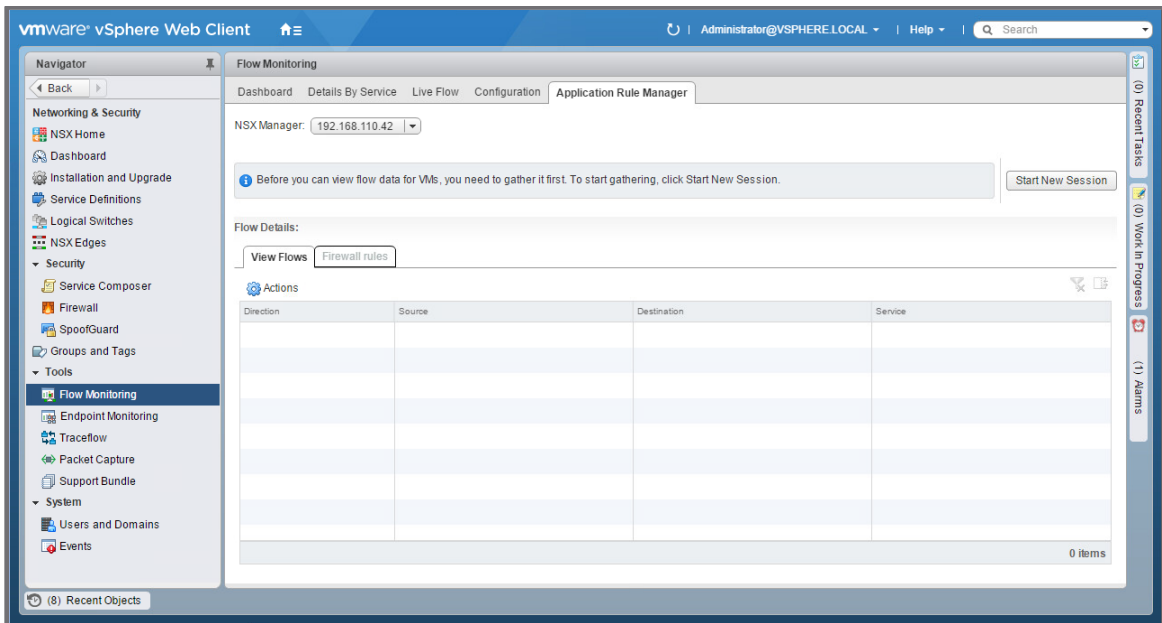 vmware® vSphere Web Client
Administrator@VSPHERE.LOCAL
Help
Search
Navigator
Back
Networking & Security
NSX Home
Dashboard
Installation and Upgrade
Service Definitions
Logical Switches
NSX Edges
Security
Service Composer
Firewall
SpoofGuard
Groups and Tags
Tools
Flow Monitoring
Endpoint Monitoring
Traceflow
Packet Capture
Support Bundle
System
Users and Domains
Events
(8) Recent Objects
Flow Monitoring
Dashboard Details By Service Live Flow Configuration Application Rule Manager
NSX Manager: 192.168.110.42
Before you can view flow data for VMs, you need to gather it first. To start gathering, click Start New Session.
Start New Session
Flow Details:
View Flows Firewall rules
Actions
Direction Source Destination Service
0 items
(0) Recent Tasks
(0) Work In Progress
(1) Alarms